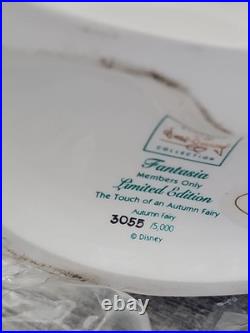 COLLECTION
Fantasia
Members Only
Limited Edition
The Touch of an Autumn Fairy
Autumn Fairy
3055 /5,000
© Disney